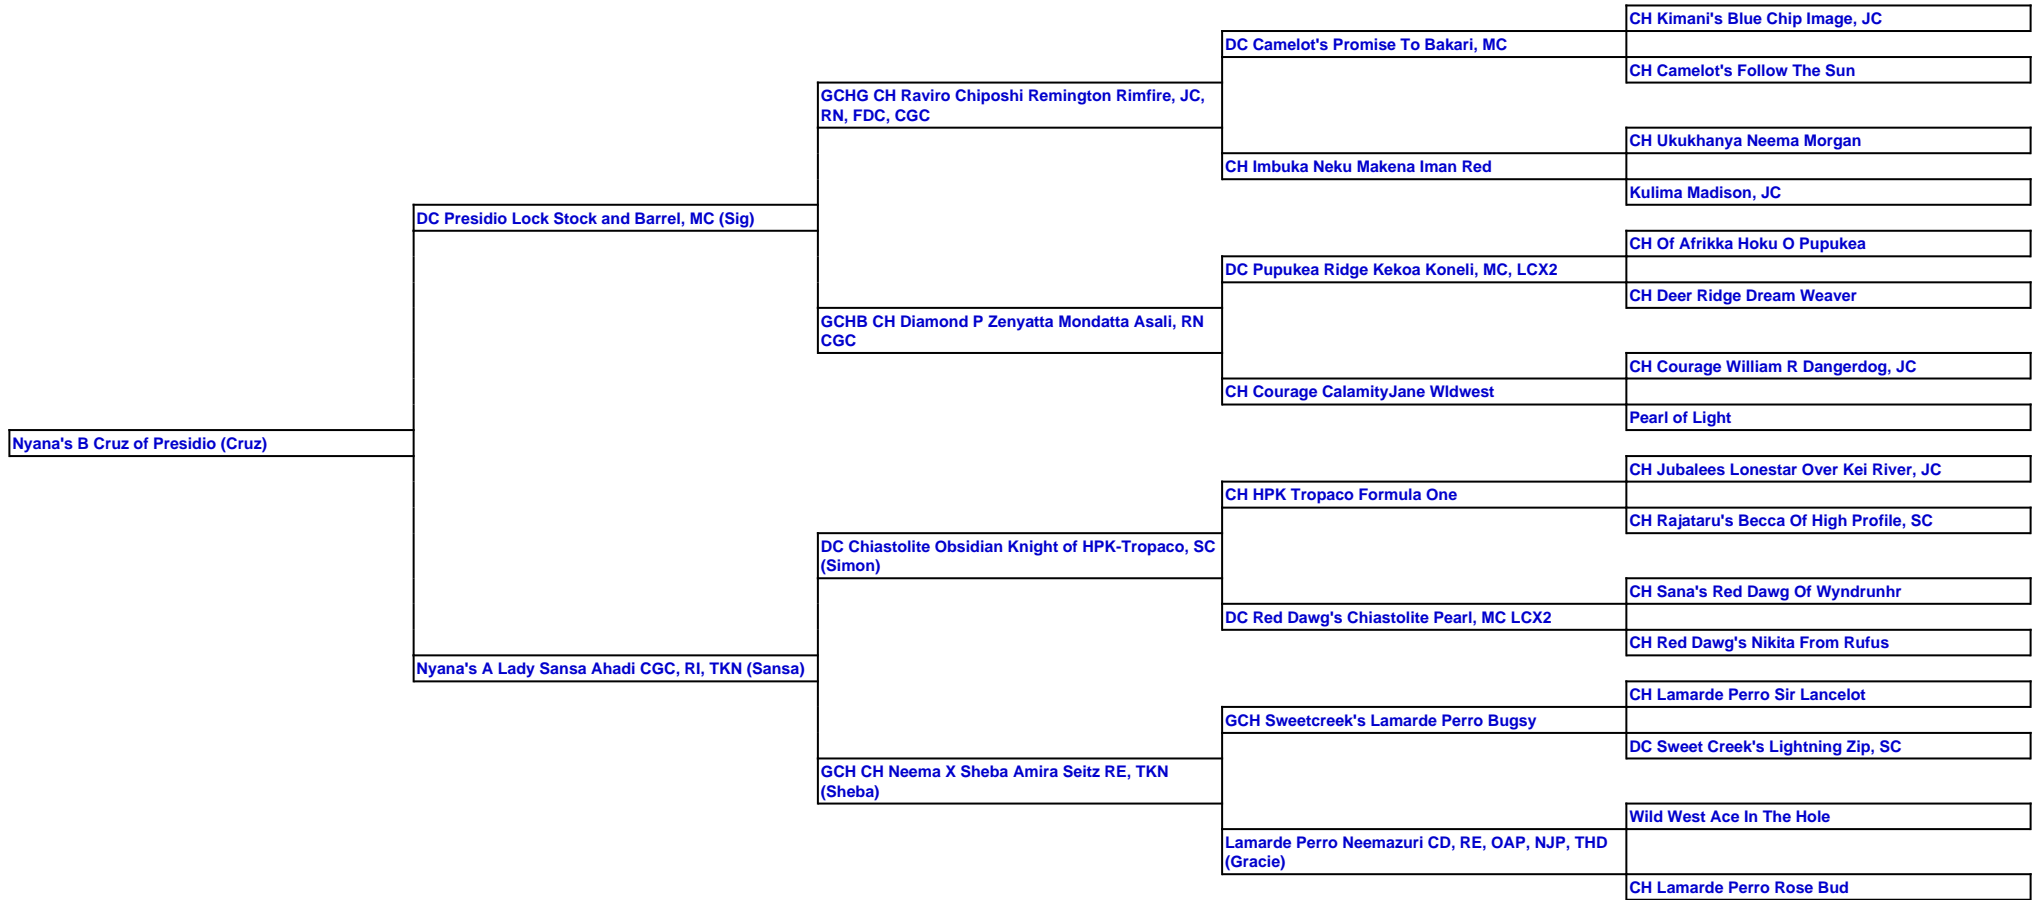 CH Kimani's Blue Chip Image, JC
DC Camelot's Promise To Bakari, MC
CH Camelot's Follow The Sun
GCHG CH Raviro Chiposhi Remington Rimfire, JC,
RN, FDC, CGC
CH Ukukhanya Neema Morgan
CH Imbuka Neku Makena Iman Red
Kulima Madison, JC
DC Presidio Lock Stock and Barrel, MC (Sig)
CH Of Afrikka Hoku O Pupukea
DC Pupukea Ridge Kekoa Koneli, MC, LCX2
CH Deer Ridge Dream Weaver
GCHB CH Diamond P Zenyatta Mondatta Asali, RN
CGC
CH Courage William R Dangerdog, JC
CH Courage CalamityJane Wldwest
Pearl of Light
Nyana's B Cruz of Presidio (Cruz)
CH Jubalees Lonestar Over Kei River, JC
CH HPK Tropaco Formula One
CH Rajataru's Becca Of High Profile, SC
DC Chiastolite Obsidian Knight of HPK-Tropaco, SC
(Simon)
CH Sana's Red Dawg Of Wyndrunhr
DC Red Dawg's Chiastolite Pearl, MC LCX2
CH Red Dawg's Nikita From Rufus
Nyana's A Lady Sansa Ahadi CGC, RI, TKN (Sansa)
CH Lamarde Perro Sir Lancelot
GCH Sweetcreek's Lamarde Perro Bugsy
DC Sweet Creek's Lightning Zip, SC
GCH CH Neema X Sheba Amira Seitz RE, TKN
(Sheba)
Wild West Ace In The Hole
Lamarde Perro Neemazuri CD, RE, OAP, NJP, THD
(Gracie)
CH Lamarde Perro Rose Bud